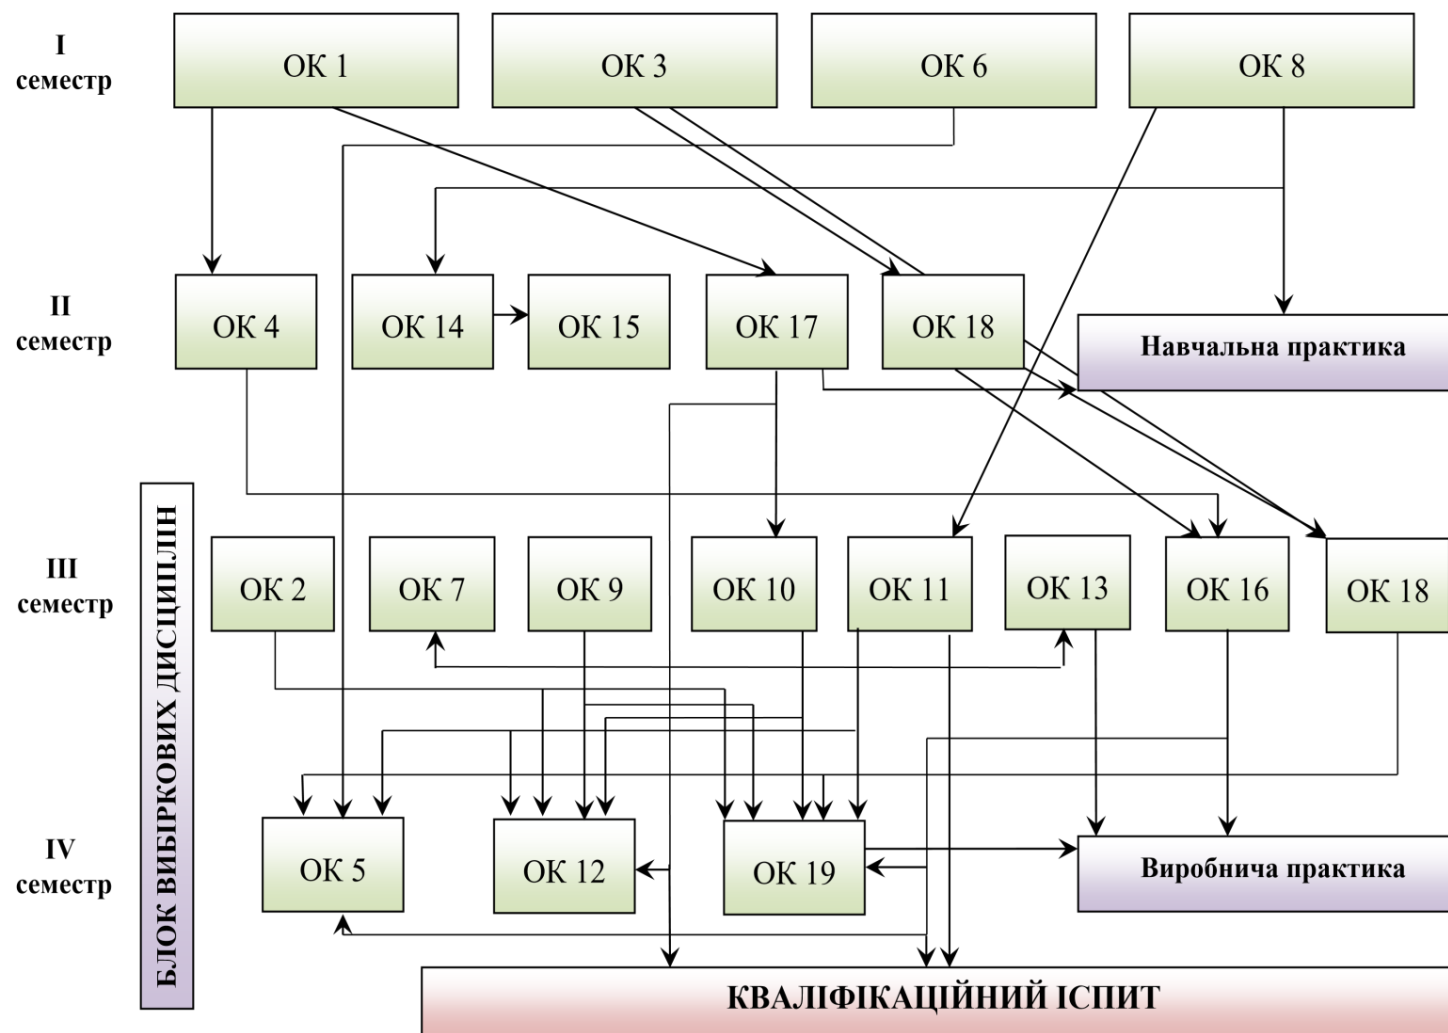 І
семестр
ОК 1
ОК 3
ОК 6
ОК 8
ІІ
семестр
ОК 4
ОК 14
ОК 15
ОК 17
ОК 18
Навчальна практика
БЛОК ВИБІРКОВИХ ДИСЦИПЛІН
ІІІ
семестр
ОК 2
ОК 7
ОК 9
ОК 10
ОК 11
ОК 13
ОК 16
ОК 18
IV
семестр
ОК 5
ОК 12
ОК 19
Виробнича практика
КВАЛІФІКАЦІЙНИЙ ІСПИТ